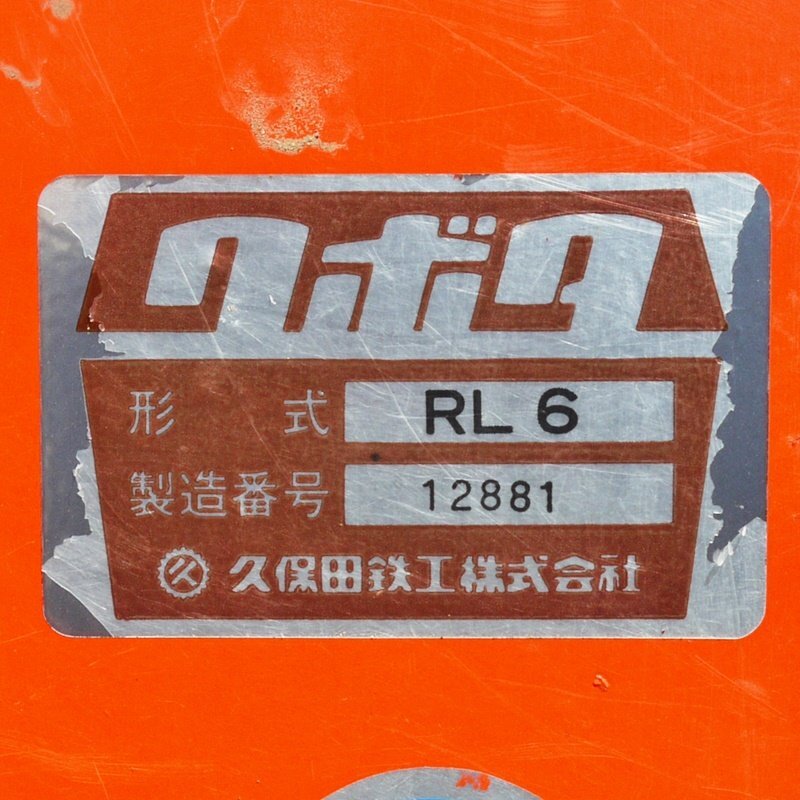 クボタ
形式 RL 6
製造番号 12881
久保田鉄工株式会社